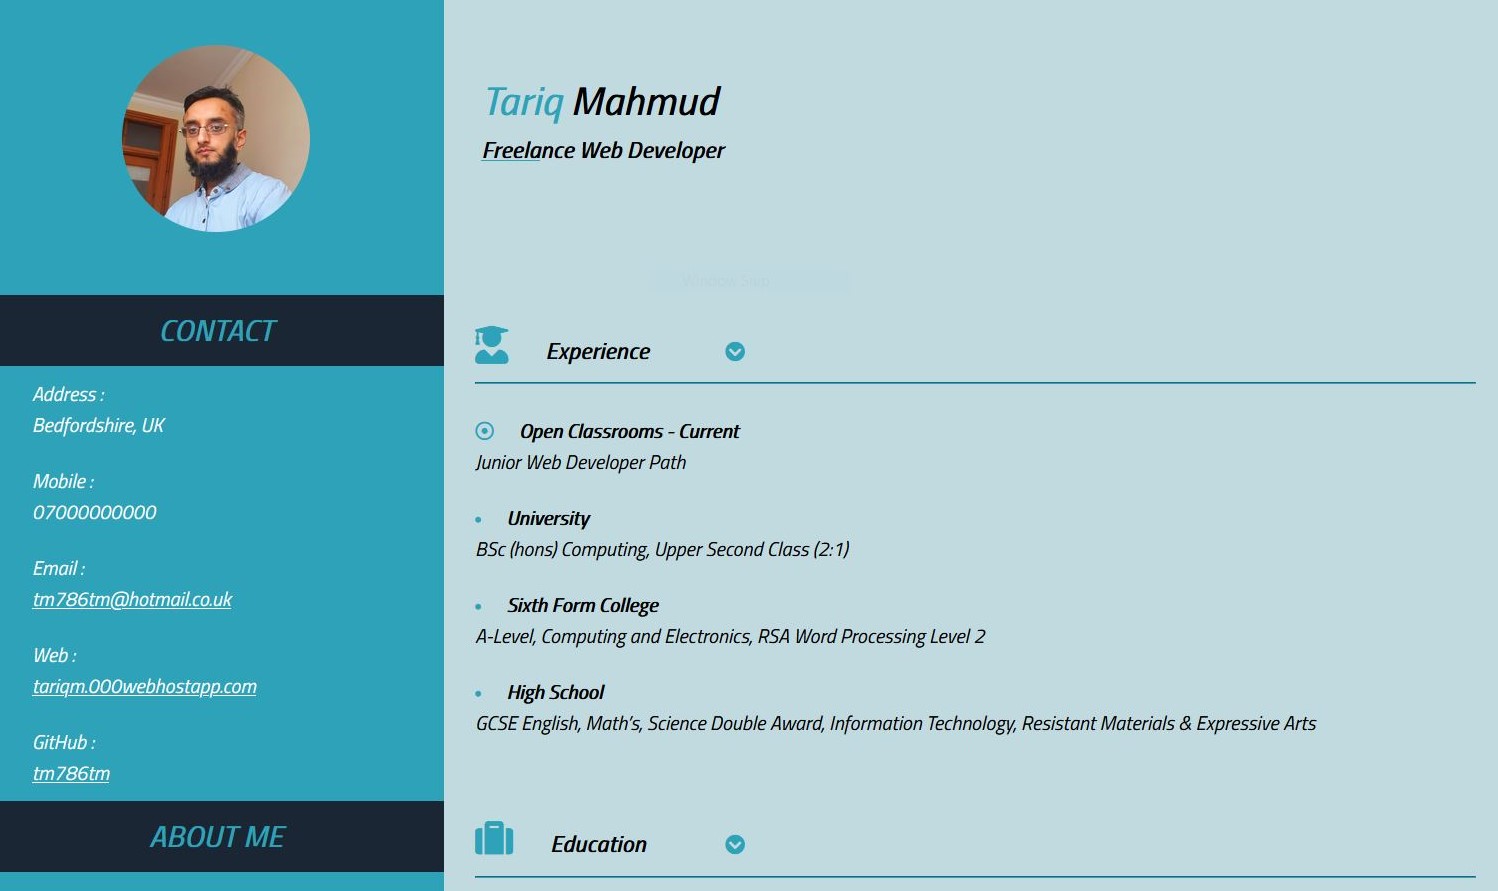 Tariq Mahmud
Freelance Web Developer
CONTACT
Address :
Bedfordshire, UK
Mobile :
07000000000
Email :
tm786tm@hotmail.co.uk
Web :
tariqm.000webhostapp.com
GitHub :
tm786tm
ABOUT ME
Experience
Open Classrooms - Current
Junior Web Developer Path
University
BSc (hons) Computing, Upper Second Class (2:1)
Sixth Form College
A-Level, Computing and Electronics, RSA Word Processing Level 2
High School
GCSE English, Math's, Science Double Award, Information Technology, Resistant Materials & Expressive Arts
Education